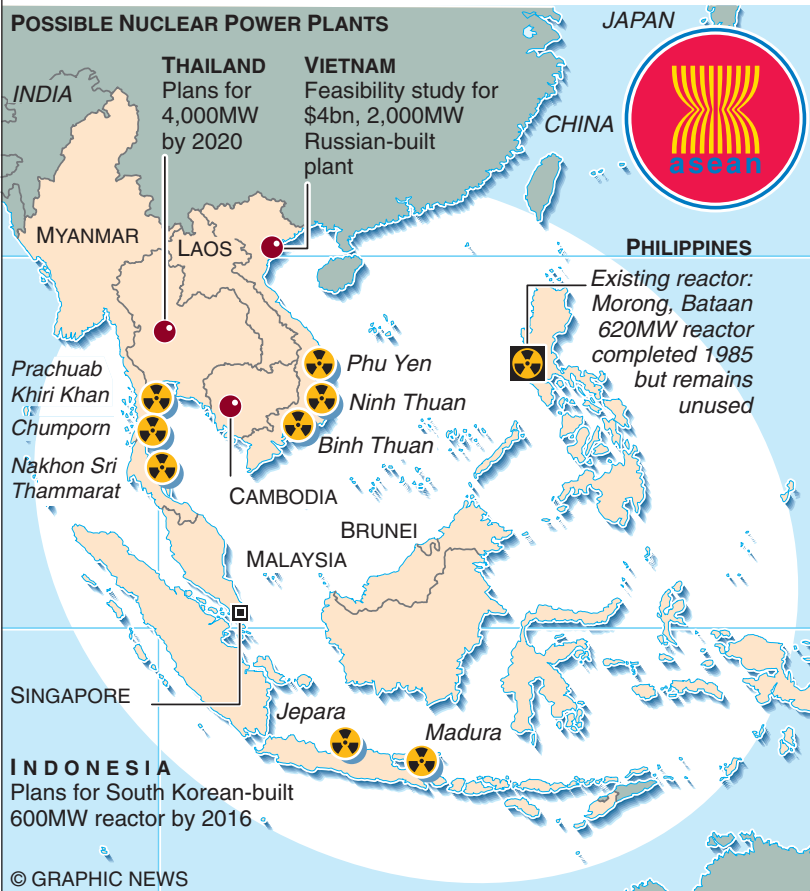 POSSIBLE NUCLEAR POWER PLANTS
JAPAN
INDIA
THAILAND
Plans for
4,000MW
by 2020
VIETNAM
Feasibility study for
$4bn, 2,000MW
Russian-built
plant
CHINA
asean
MYANMAR
LAOS
PHILIPPINES
Existing reactor:
Morong, Bataan
620MW reactor
completed 1985
but remains
unused
Prachuab
Khiri Khan
Chumporn
Nakhon Sri
Thammarat
Phu Yen
Ninh Thuan
Binh Thuan
CAMBODIA
BRUNEI
MALAYSIA
SINGAPORE
Jepara
Madura
INDONESIA
Plans for South Korean-built
600MW reactor by 2016
© GRAPHIC NEWS